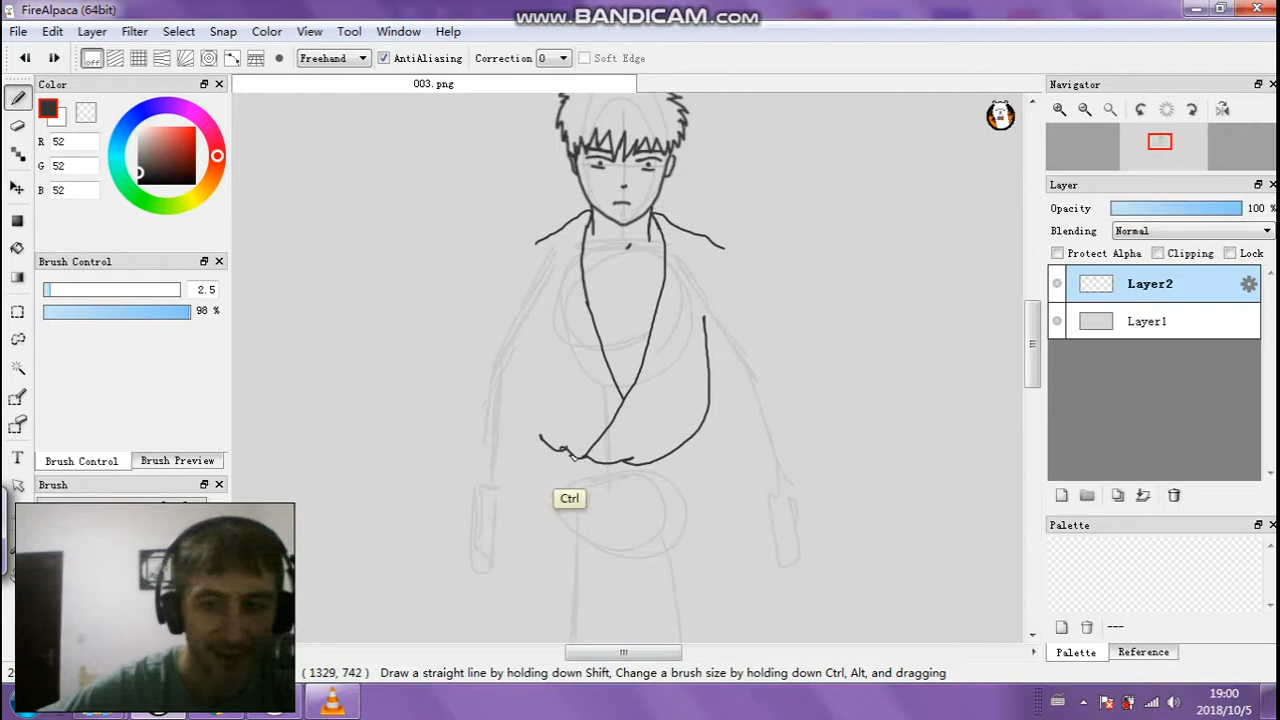 FireAlpaca (64bit)
www.BANDICAM.com
File Edit Layer Filter Select Snap Color View Tool Window Help
off Freehand AntiAliasing Correction 0 Soft Edge
Color
003.png
Navigator
R 52
G 52
B 52
Layer
Opacity 100 %
Blending Normal
Protect Alpha Clipping Lock
Brush Control
2.5
98 %
Layer2
Layer1
Brush Control Brush Preview
Brush
Ctrl
Palette
---
Palette Reference
( 1329, 742 ) Draw a straight line by holding down Shift, Change a brush size by holding down Ctrl, Alt, and dragging
19:00
2018/10/5